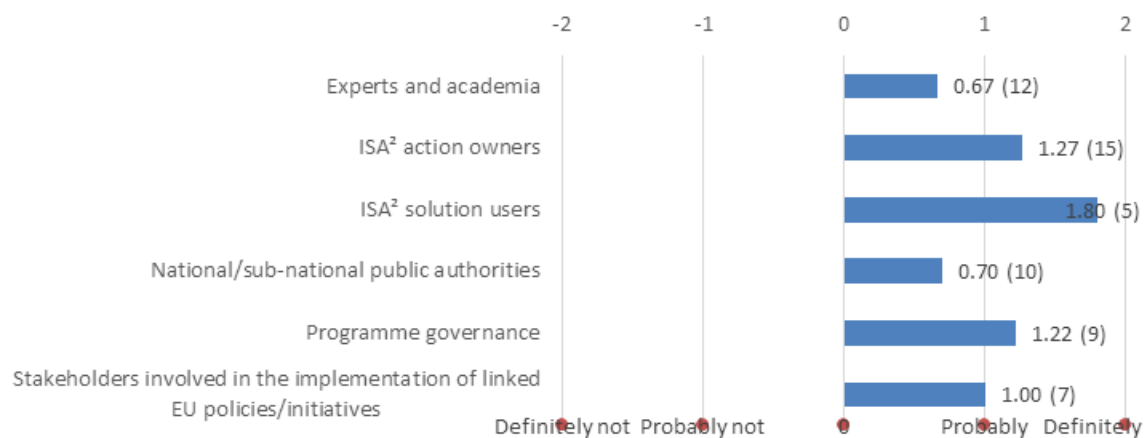 -2 -1 0 1 2
Experts and academia 0.67 (12)
ISA² action owners 1.27 (15)
ISA² solution users 1.80 (5)
National/sub-national public authorities 0.70 (10)
Programme governance 1.22 (9)
Stakeholders involved in the implementation of linked
EU policies/initiatives 1.00 (7)
Definitely not Probably not 0 Probably Definitely